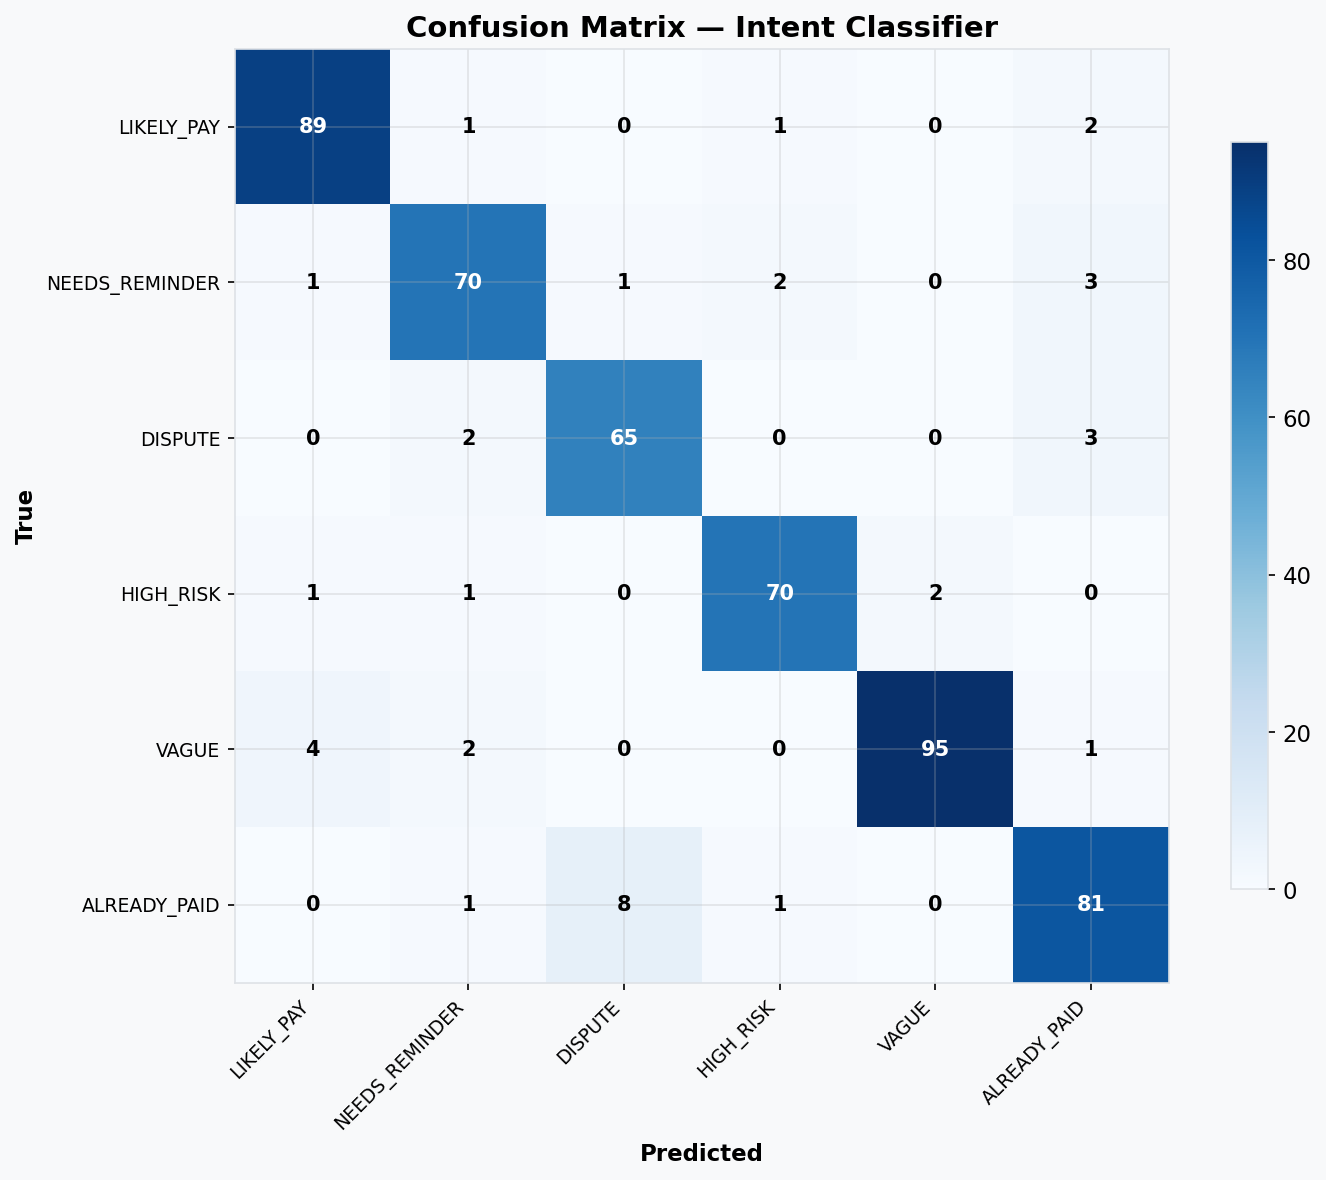 Confusion Matrix — Intent Classifier
LIKELY_PAY 89 1 0 1 0 2
NEEDS_REMINDER 1 70 1 2 0 3
DISPUTE 0 2 65 0 0 3
HIGH_RISK 1 1 0 70 2 0
VAGUE 4 2 0 0 95 1
ALREADY_PAID 0 1 8 1 0 81
LIKELY_PAY NEEDS_REMINDER DISPUTE HIGH_RISK VAGUE ALREADY_PAID
Predicted
True
80
60
40
20
0